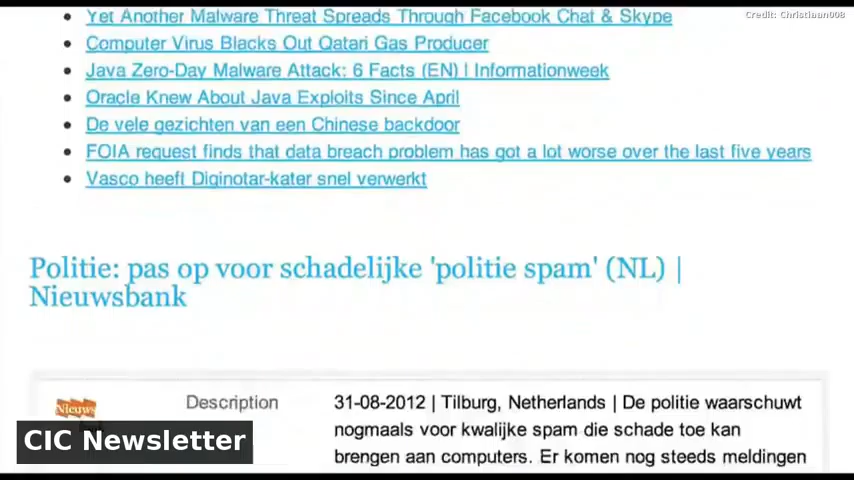 Credit: Christiaan008
Yet Another Malware Threat Spreads Through Facebook Chat & Skype
Computer Virus Blacks Out Qatari Gas Producer
Java Zero-Day Malware Attack: 6 Facts (EN) | Informationweek
Oracle Knew About Java Exploits Since April
De vele gezichten van een Chinese backdoor
FOIA request finds that data breach problem has got a lot worse over the last five years
Vasco heeft Diginotar-kater snel verwerkt
Politie: pas op voor schadelijke 'politie spam' (NL) |
Nieuwsbank
Nieuws
Description
31-08-2012 | Tilburg, Netherlands | De politie waarschuwt
nogmaals voor kwalijke spam die schade toe kan
brengen aan computers. Er komen nog steeds meldingen
CIC Newsletter